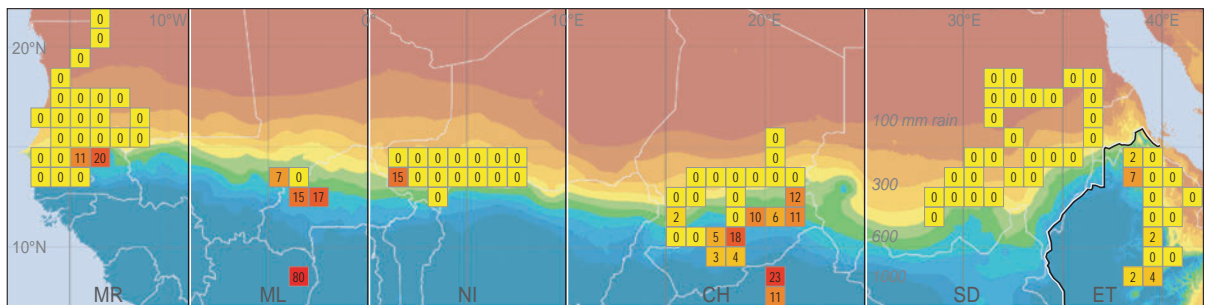 0 10°W 0° 10°E 20°E 30°E 40°E
20°N 0
0
0 0 0 0 0
0 0 0 0 0 0 0 0 0
0 0 0 0 0 100 mm rain 0 0
0 0 0 0 0 0 0 0
0 0 11 20 0 0 0 0 0 0 0 0 0 0 0 0 0 2 0
0 0 0 7 0 15 0 0 0 0 0 0 0 0 0 0 0 0 300 0 0 0 0 7 0
15 17 0 0 0 0 12 0 0 0 0 0 0
2 0 10 6 11 0 0 0
0 0 5 18 600 2
10°N 3 4 0 0
80 23 1000 2 4
MR ML NI CH 11 SD ET